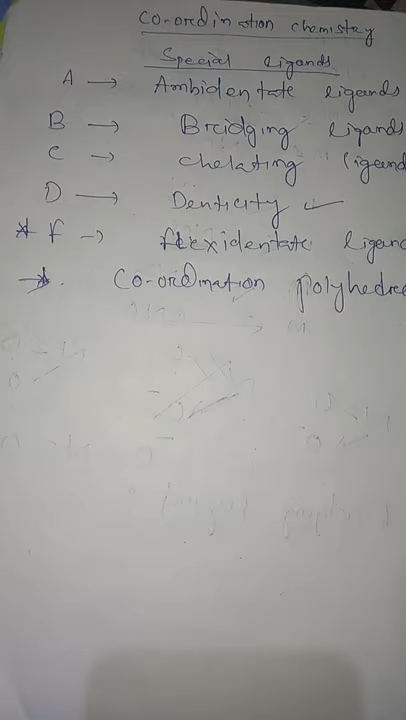 Co-ordination chemistry
Special ligands
A → Ambidentate ligands
B → Bridging ligands
C → chelating ligand
D → Denticity ✓
* F → flexidentate ligand
→ . Co-ordination polyhedra